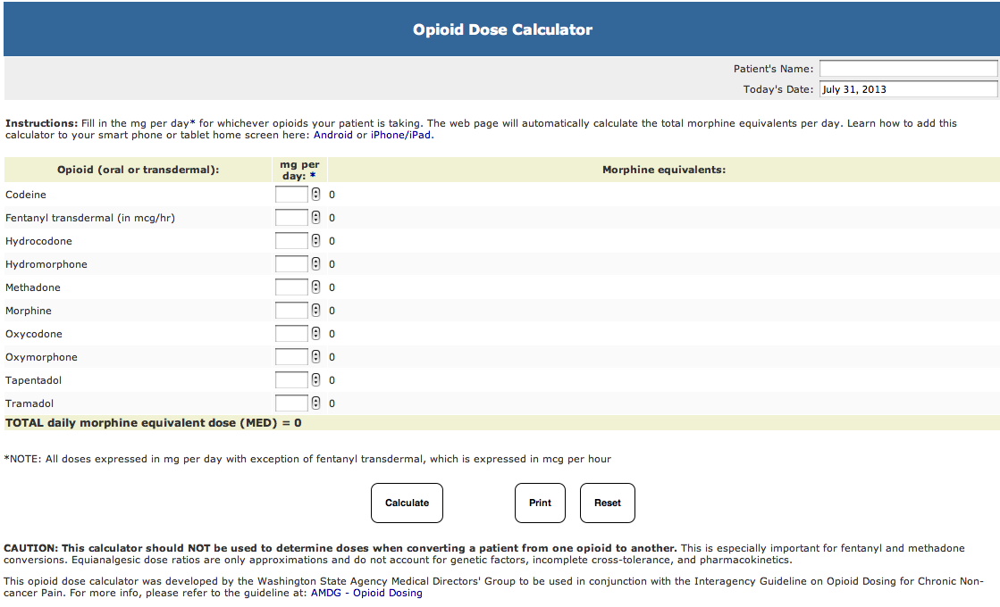 Opioid Dose Calculator
Patient's Name:
Today's Date: July 31, 2013
Instructions: Fill in the mg per day* for whichever opioids your patient is taking. The web page will automatically calculate the total morphine equivalents per day. Learn how to add this
calculator to your smart phone or tablet home screen here: Android or iPhone/iPad.
Opioid (oral or transdermal): mg per day: * Morphine equivalents:
Codeine 0
Fentanyl transdermal (in mcg/hr) 0
Hydrocodone 0
Hydromorphone 0
Methadone 0
Morphine 0
Oxycodone 0
Oxymorphone 0
Tapentadol 0
Tramadol 0
TOTAL daily morphine equivalent dose (MED) = 0
*NOTE: All doses expressed in mg per day with exception of fentanyl transdermal, which is expressed in mcg per hour
Calculate Print Reset
CAUTION: This calculator should NOT be used to determine doses when converting a patient from one opioid to another. This is especially important for fentanyl and methadone
conversions. Equianalgesic dose ratios are only approximations and do not account for genetic factors, incomplete cross-tolerance, and pharmacokinetics.
This opioid dose calculator was developed by the Washington State Agency Medical Directors' Group to be used in conjunction with the Interagency Guideline on Opioid Dosing for Chronic Non-
cancer Pain. For more info, please refer to the guideline at: AMDG - Opioid Dosing